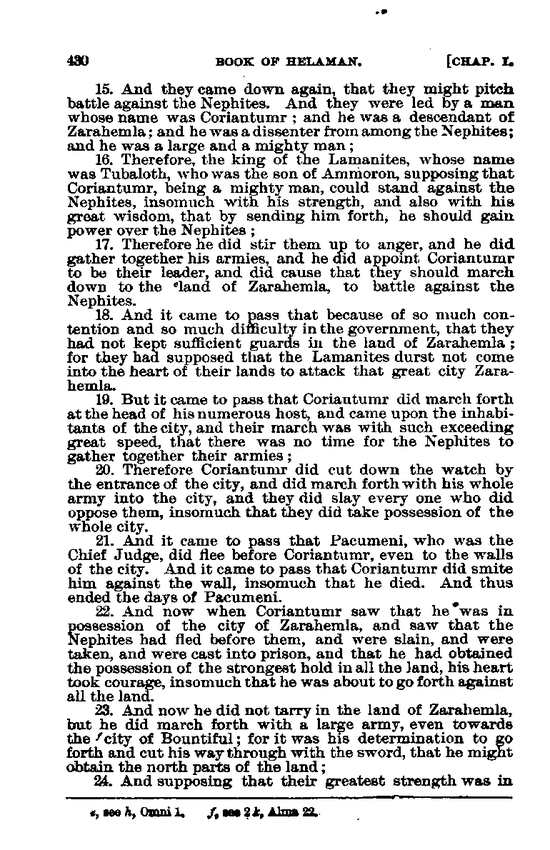 430 BOOK OF HELAMAN. [CHAP. I.
15. And they came down again, that they might pitch
battle against the Nephites. And they were led by a man
whose name was Coriantumr; and he was a descendant of
Zarahemla; and he was a dissenter from among the Nephites;
and he was a large and a mighty man;
16. Therefore, the king of the Lamanites, whose name
was Tubaloth, who was the son of Ammoron, supposing that
Coriantumr, being a mighty man, could stand against the
Nephites, insomuch with his strength, and also with his
great wisdom, that by sending him forth, he should gain
power over the Nephites;
17. Therefore he did stir them up to anger, and he did
gather together his armies, and he did appoint Coriantumr
to be their leader, and did cause that they should march
down to the ᵉland of Zarahemla, to battle against the
Nephites.
18. And it came to pass that because of so much con-
tention and so much difficulty in the government, that they
had not kept sufficient guards in the land of Zarahemla;
for they had supposed that the Lamanites durst not come
into the heart of their lands to attack that great city Zara-
hemla.
19. But it came to pass that Coriantumr did march forth
at the head of his numerous host, and came upon the inhabi-
tants of the city, and their march was with such exceeding
great speed, that there was no time for the Nephites to
gather together their armies;
20. Therefore Coriantumr did cut down the watch by
the entrance of the city, and did march forth with his whole
army into the city, and they did slay every one who did
oppose them, insomuch that they did take possession of the
whole city.
21. And it came to pass that Pacumeni, who was the
Chief Judge, did flee before Coriantumr, even to the walls
of the city. And it came to pass that Coriantumr did smite
him against the wall, insomuch that he died. And thus
ended the days of Pacumeni.
22. And now when Coriantumr saw that he was in
possession of the city of Zarahemla, and saw that the
Nephites had fled before them, and were slain, and were
taken, and were cast into prison, and that he had obtained
the possession of the strongest hold in all the land, his heart
took courage, insomuch that he was about to go forth against
all the land.
23. And now he did not tarry in the land of Zarahemla,
but he did march forth with a large army, even towards
the ᶠcity of Bountiful; for it was his determination to go
forth and cut his way through with the sword, that he might
obtain the north parts of the land;
24. And supposing that their greatest strength was in
e, see h, Omni 1. f, see 2 k, Alma 22.